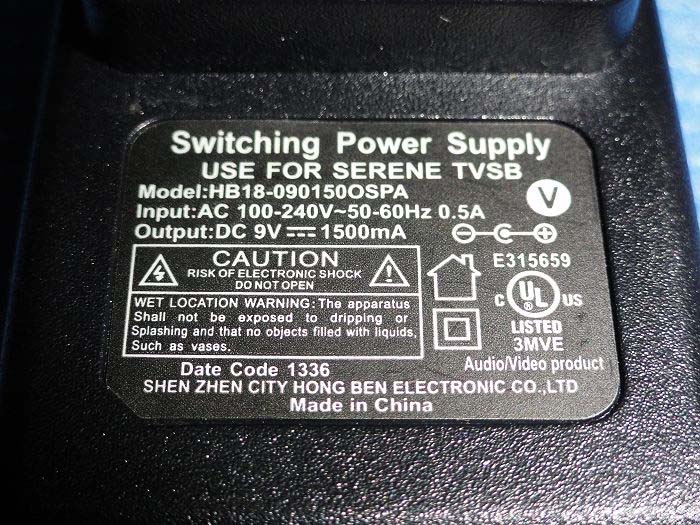 Switching Power Supply
USE FOR SERENE TVSB
Model:HB18-0901500SPA
Input:AC 100-240V~50-60Hz 0.5A
Output:DC 9V⎓1500mA
V
CAUTION
RISK OF ELECTRONIC SHOCK
DO NOT OPEN
WET LOCATION WARNING: The apparatus
Shall not be exposed to dripping or
Splashing and that no objects filled with liquids,
Such as vases.
E315659
C UL US
LISTED
3MVE
Audio/Video product
Date Code 1336
SHEN ZHEN CITY HONG BEN ELECTRONIC CO.,LTD
Made in China